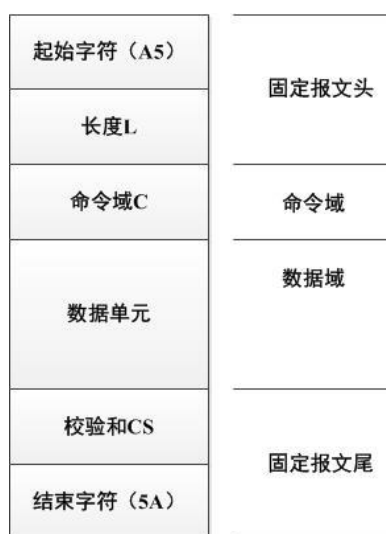 起始字符（A5）
固定报文头
长度L
命令域C
命令域
数据域
数据单元
校验和CS
固定报文尾
结束字符（5A）